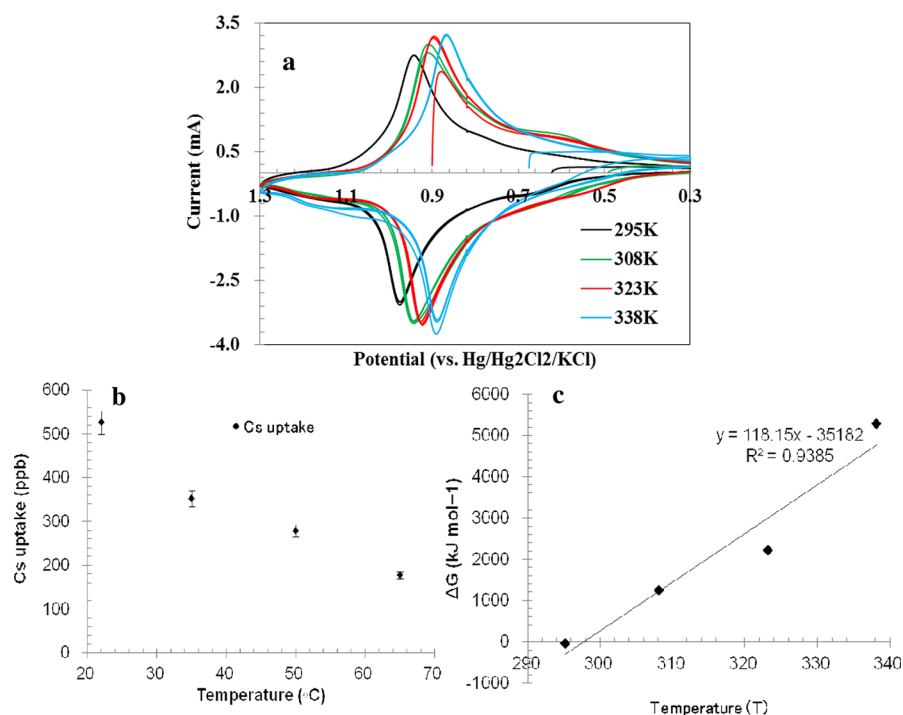 a
3.5
2.0
0.5
-1.0
-2.5
-4.0
Current (mA)
1.3 1.1 0.9 0.7 0.5 0.3
295K
308K
323K
338K
Potential (vs. Hg/Hg2Cl2/KCl)
b
600
500
400
300
200
100
0
Cs uptake (ppb)
Cs uptake
20 30 40 50 60 70
Temperature (°C)
c
6000
5000
4000
3000
2000
1000
0
-1000
ΔG (kJ mol−1)
y = 118.15x - 35182
R² = 0.9385
290 300 310 320 330 340
Temperature (T)